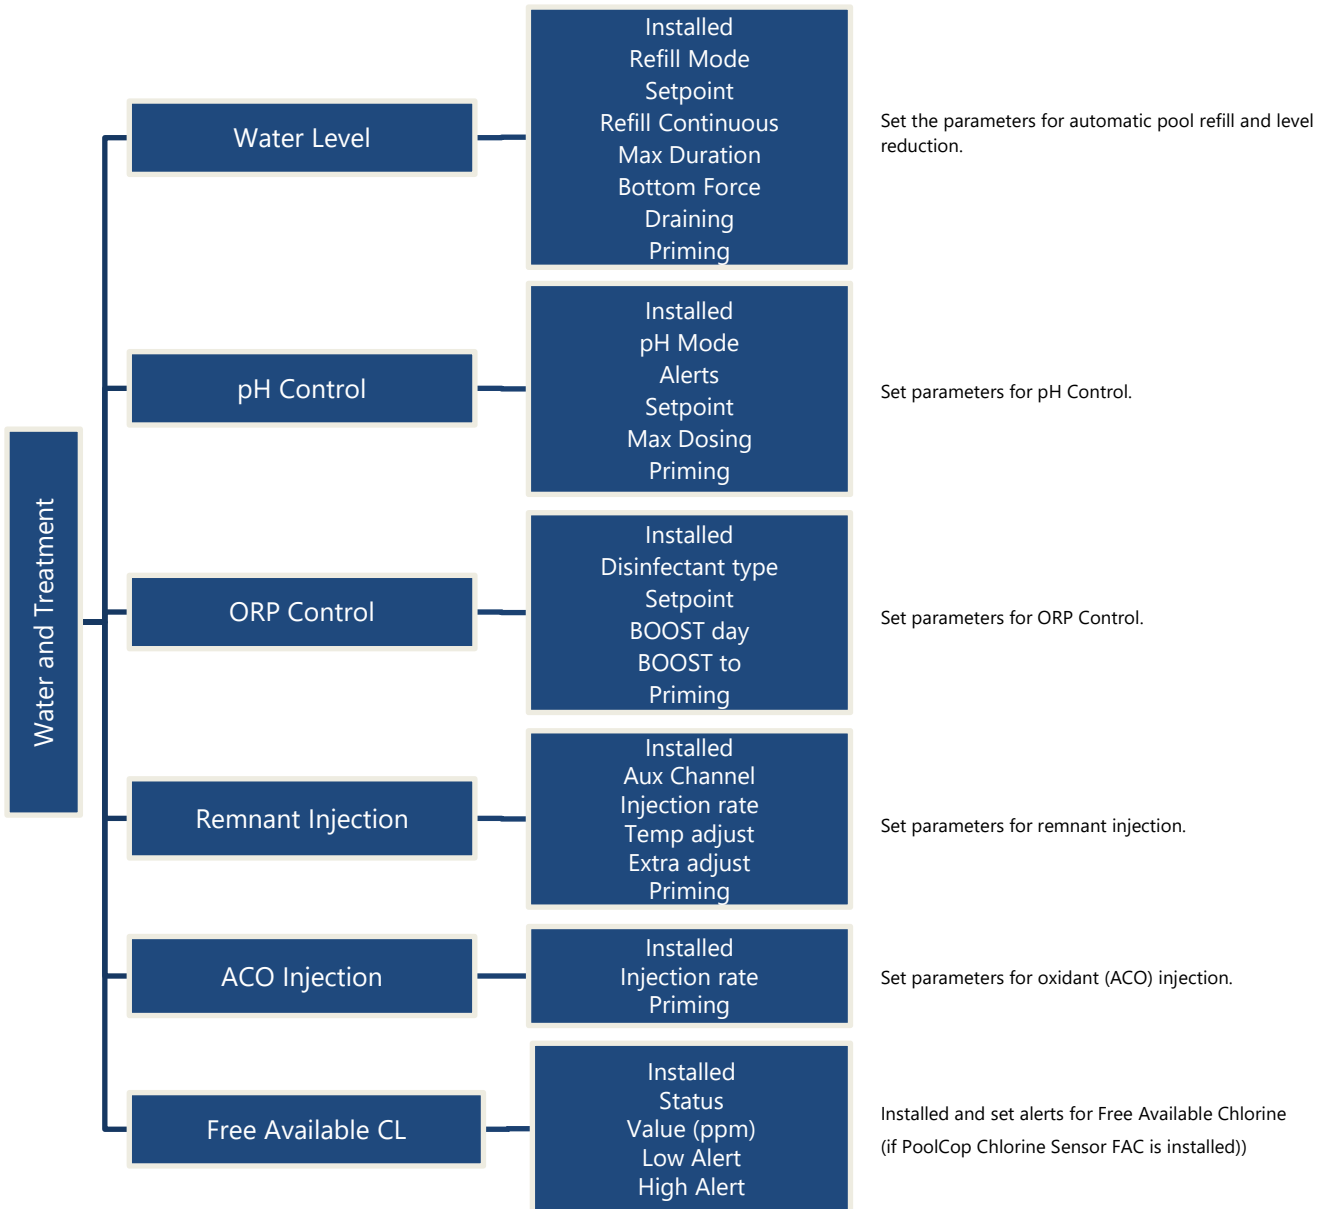 Water and Treatment
Water Level
Installed
Refill Mode
Setpoint
Refill Continuous
Max Duration
Bottom Force
Draining
Priming
Set the parameters for automatic pool refill and level
reduction.
pH Control
Installed
pH Mode
Alerts
Setpoint
Max Dosing
Priming
Set parameters for pH Control.
ORP Control
Installed
Disinfectant type
Setpoint
BOOST day
BOOST to
Priming
Set parameters for ORP Control.
Remnant Injection
Installed
Aux Channel
Injection rate
Temp adjust
Extra adjust
Priming
Set parameters for remnant injection.
ACO Injection
Installed
Injection rate
Priming
Set parameters for oxidant (ACO) injection.
Free Available CL
Installed
Status
Value (ppm)
Low Alert
High Alert
Installed and set alerts for Free Available Chlorine
(if PoolCop Chlorine Sensor FAC is installed))